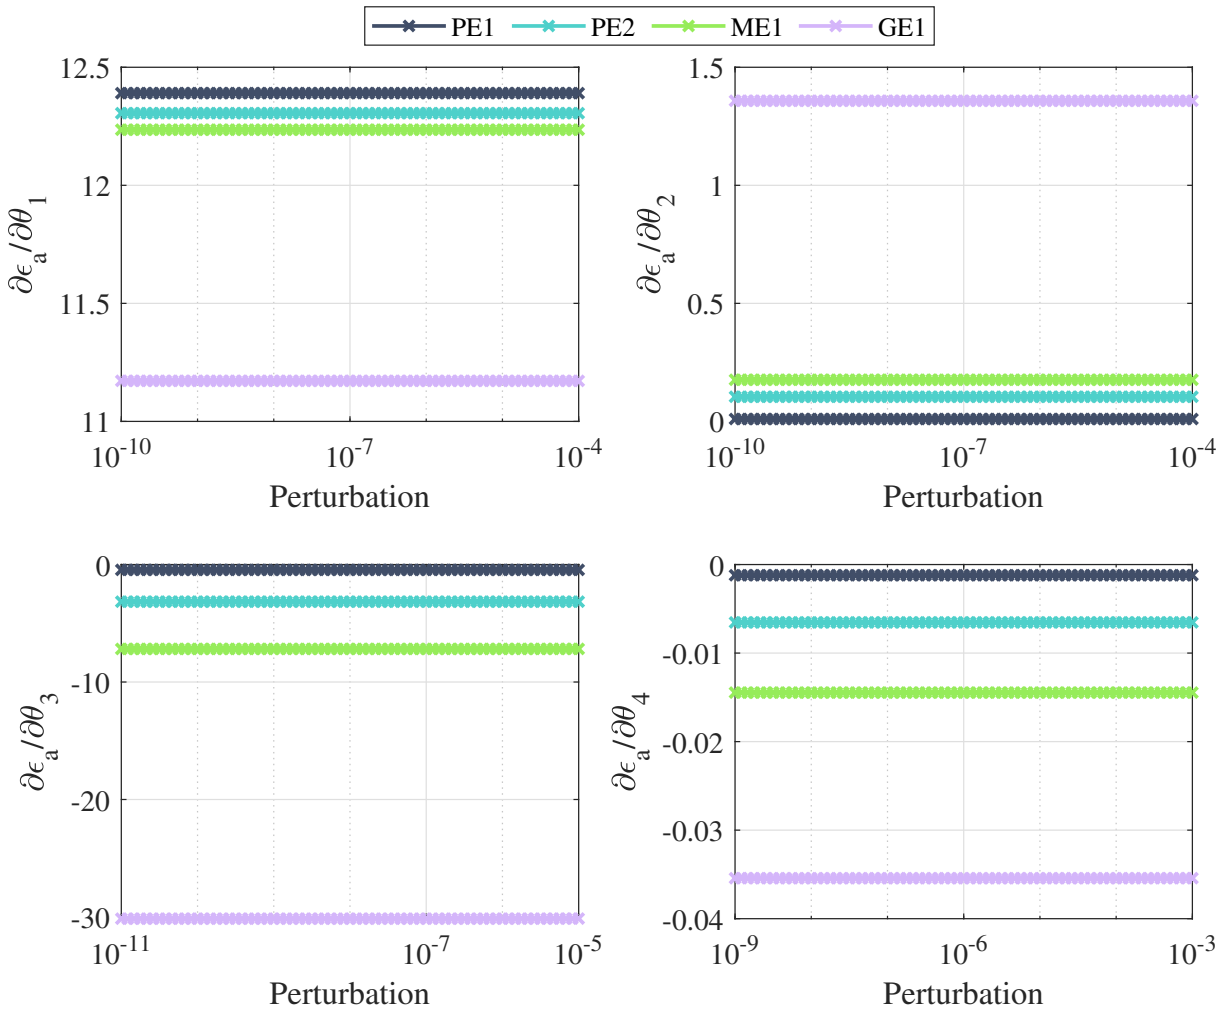 PE1 PE2 ME1 GE1
12.5
12
11.5
11
∂ϵₐ/∂θ₁
10⁻¹⁰ 10⁻⁷ 10⁻⁴
Perturbation
1.5
1
0.5
0
∂ϵₐ/∂θ₂
10⁻¹⁰ 10⁻⁷ 10⁻⁴
Perturbation
0
-10
-20
-30
∂ϵₐ/∂θ₃
10⁻¹¹ 10⁻⁷ 10⁻⁵
Perturbation
0
-0.01
-0.02
-0.03
-0.04
∂ϵₐ/∂θ₄
10⁻⁹ 10⁻⁶ 10⁻³
Perturbation